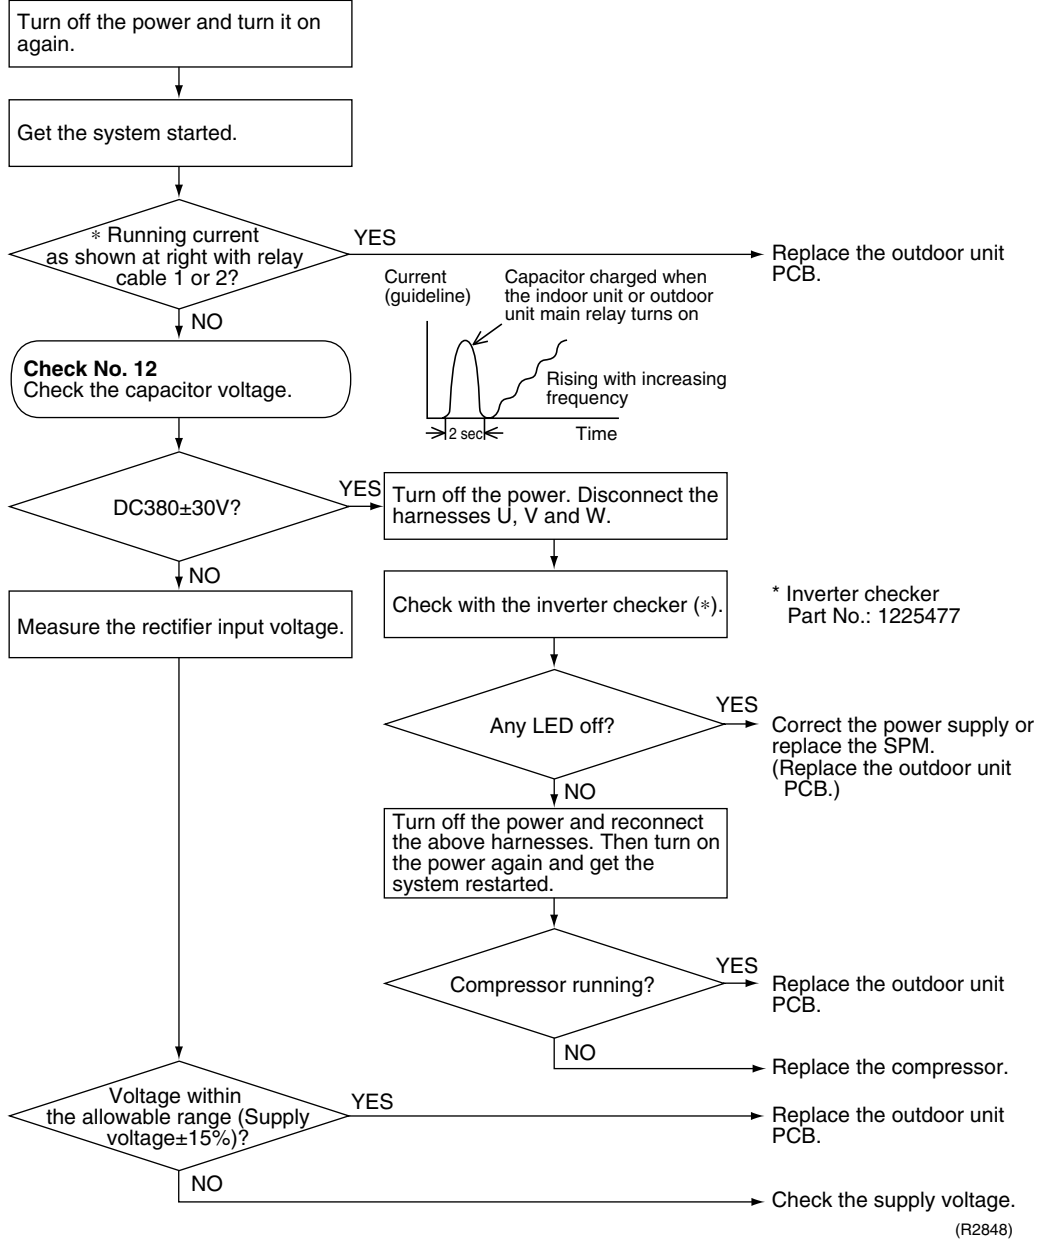 Turn off the power and turn it on
again.
Get the system started.
* Running current
as shown at right with relay
cable 1 or 2?
YES
Replace the outdoor unit
PCB.
NO
Current
(guideline)
Capacitor charged when
the indoor unit or outdoor
unit main relay turns on
Rising with increasing
frequency
2 sec
Time
Check No. 12
Check the capacitor voltage.
DC380±30V?
YES
Turn off the power. Disconnect the
harnesses U, V and W.
NO
Measure the rectifier input voltage.
Check with the inverter checker (*).
* Inverter checker
Part No.: 1225477
Any LED off?
YES
Correct the power supply or
replace the SPM.
(Replace the outdoor unit
PCB.)
NO
Turn off the power and reconnect
the above harnesses. Then turn on
the power again and get the
system restarted.
Compressor running?
YES
Replace the outdoor unit
PCB.
NO
Replace the compressor.
Voltage within
the allowable range (Supply
voltage±15%)?
YES
Replace the outdoor unit
PCB.
NO
Check the supply voltage.
(R2848)